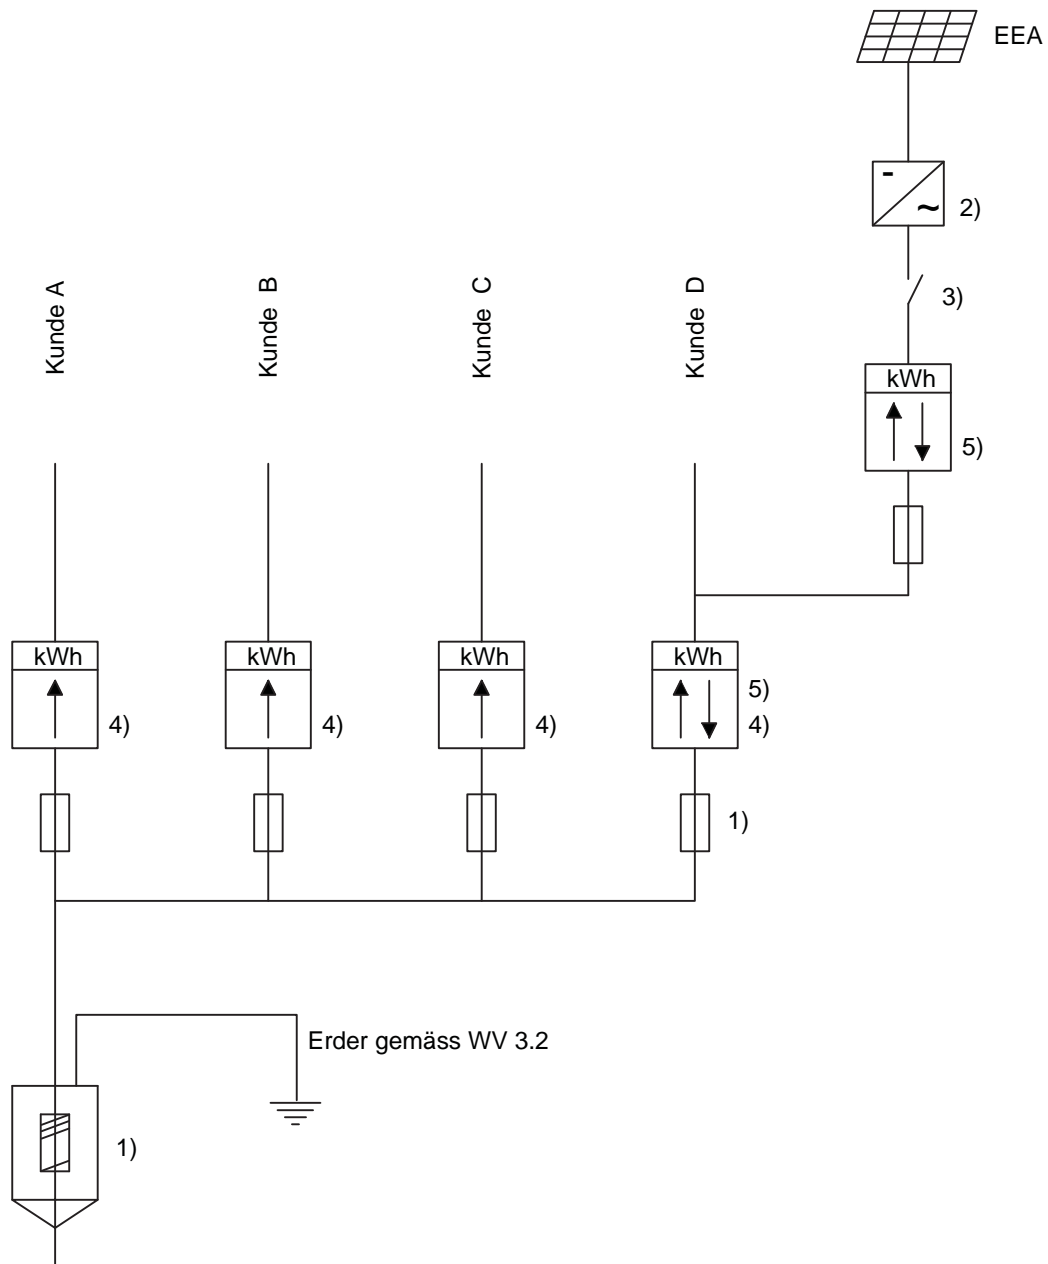 EEA
-
~
2)
3)
Kunde A
Kunde B
Kunde C
Kunde D
kWh
5)
kWh
4)
kWh
4)
kWh
4)
kWh
5)
4)
1)
Erder gemäss WV 3.2
1)